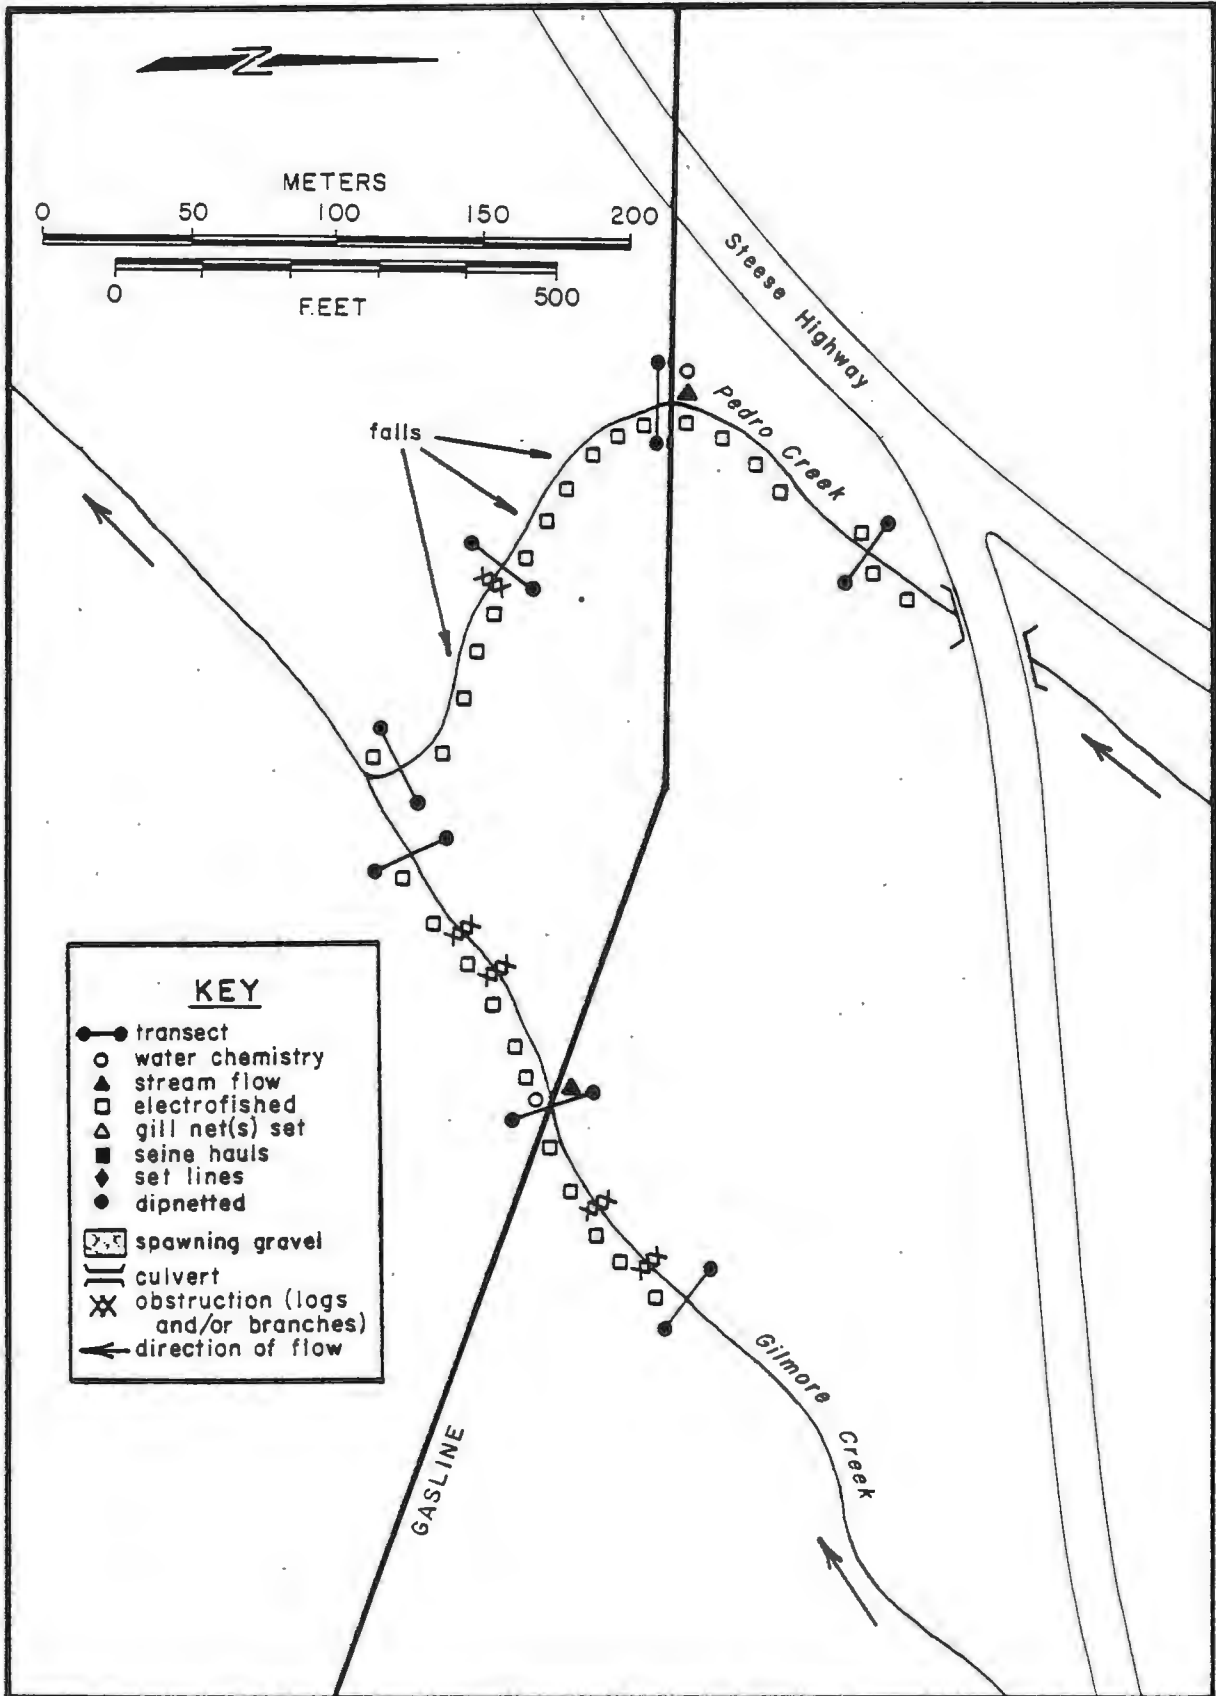 N
METERS
0 50 100 150 200
0 500
FEET
Steese Highway
falls
Pedro Creek
KEY
transect
water chemistry
stream flow
electrofished
gill net(s) set
seine hauls
set lines
dipnetted
spawning gravel
culvert
obstruction (logs
and/or branches)
direction of flow
Gilmore Creek
GASLINE